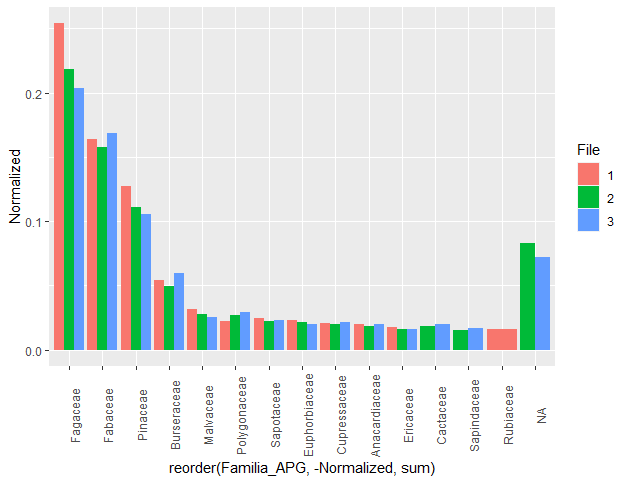 Normalized
0.2
0.1
0.0
Fagaceae
Fabaceae
Pinaceae
Burseraceae
Malvaceae
Polygonaceae
Sapotaceae
Euphorbiaceae
Cupressaceae
Anacardiaceae
Ericaceae
Cactaceae
Sapindaceae
Rubiaceae
NA
reorder(Familia_APG, -Normalized, sum)
File
1
2
3